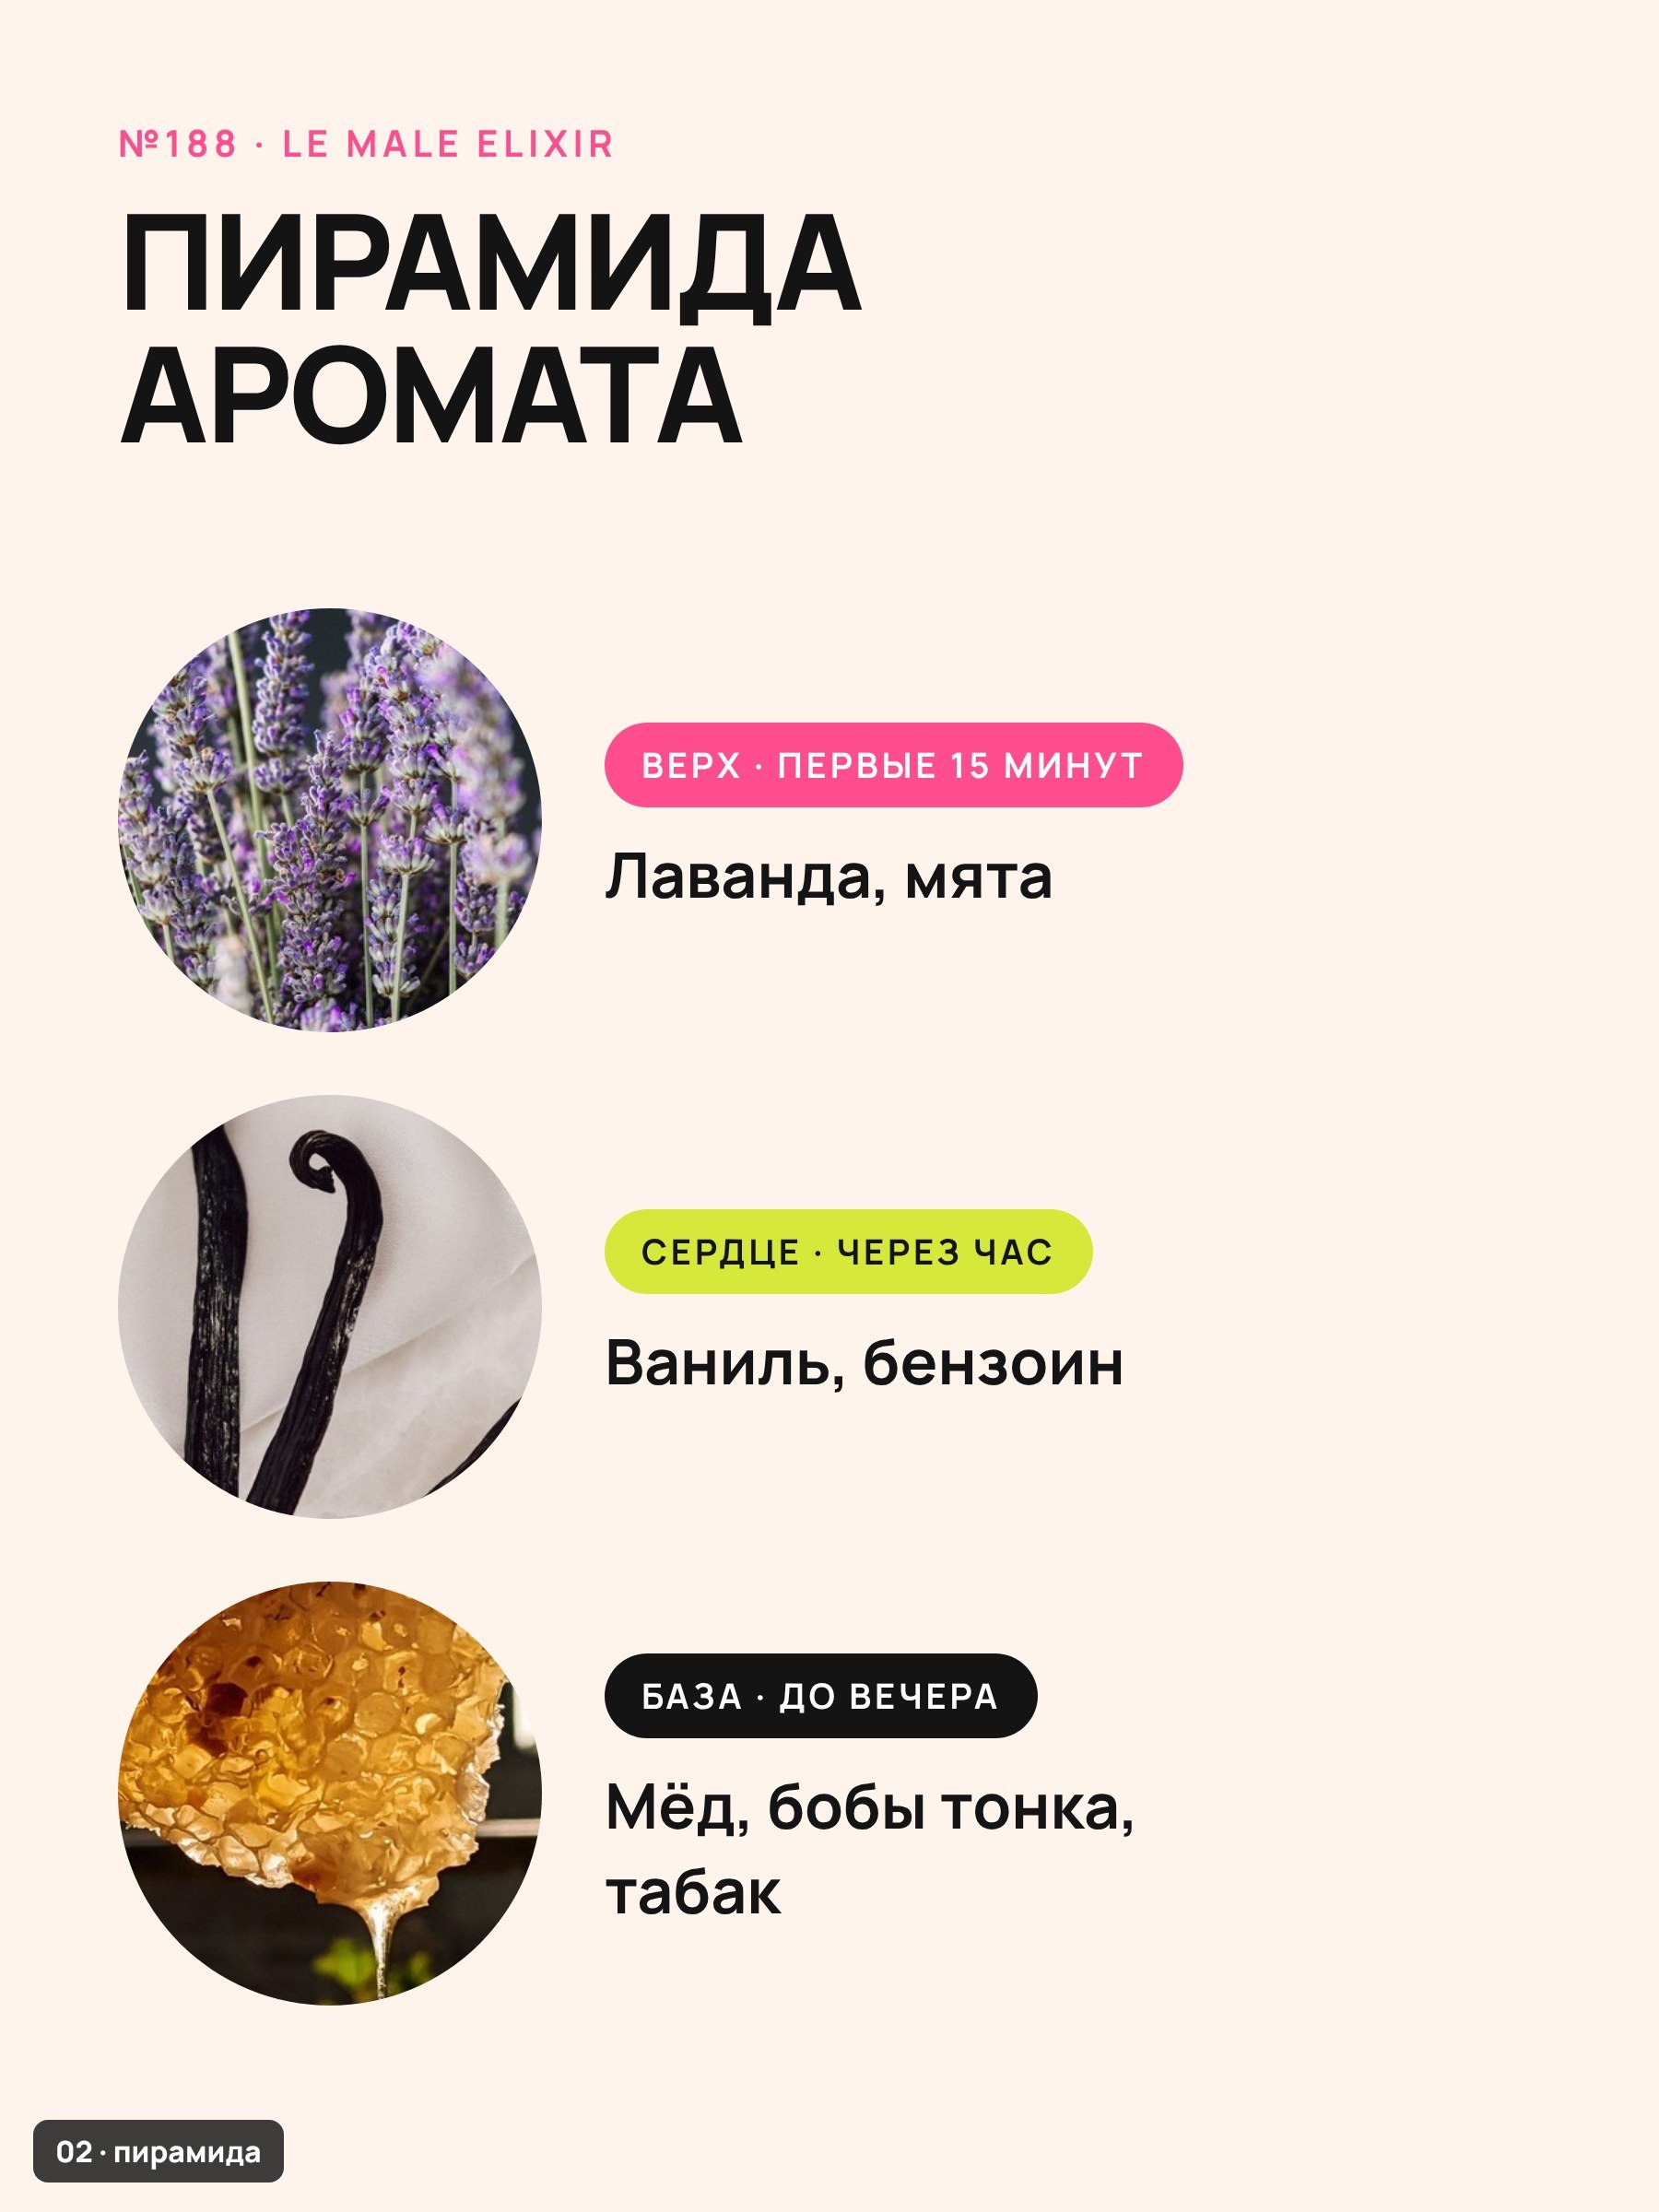 №188 · LE MALE ELIXIR
ПИРАМИДА
АРОМАТА
ВЕРХ · ПЕРВЫЕ 15 МИНУТ
Лаванда, мята
СЕРДЦЕ · ЧЕРЕЗ ЧАС
Ваниль, бензоин
БАЗА · ДО ВЕЧЕРА
Мёд, бобы тонка,
табак
02 · пирамида